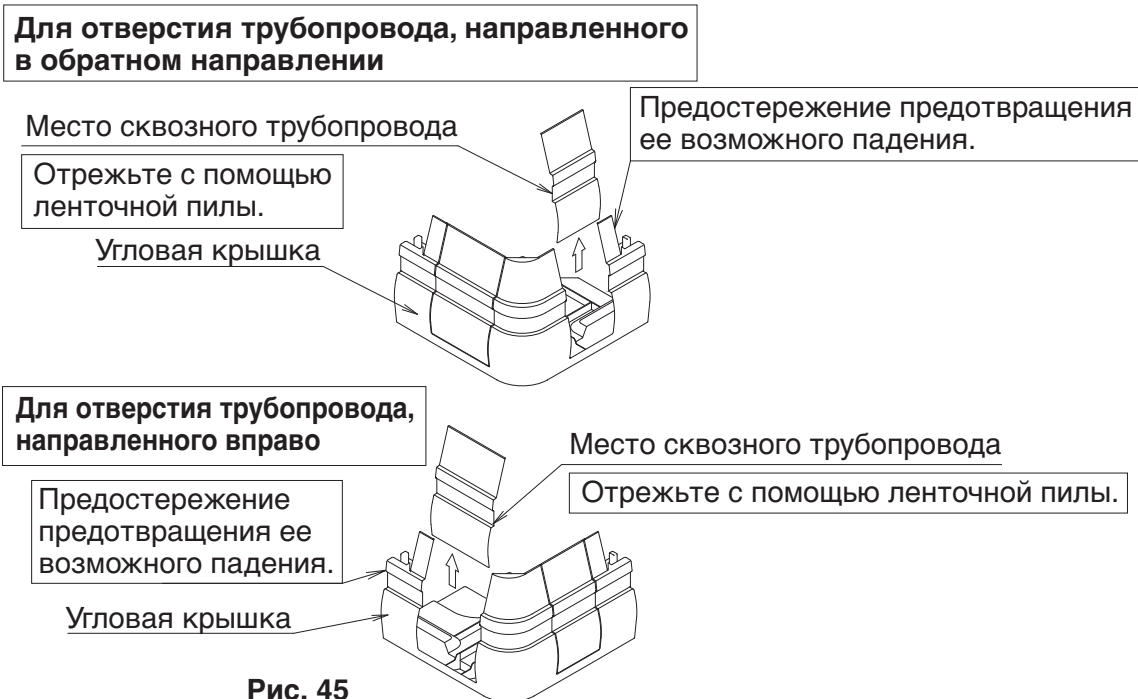 Для отверстия трубопровода, направленного
в обратном направлении
Место сквозного трубопровода
Отрежьте с помощью
ленточной пилы.
Угловая крышка
Предостережение предотвращения
ее возможного падения.
Для отверстия трубопровода,
направленного вправо
Предостережение
предотвращения ее
возможного падения.
Угловая крышка
Место сквозного трубопровода
Отрежьте с помощью ленточной пилы.
Рис. 45